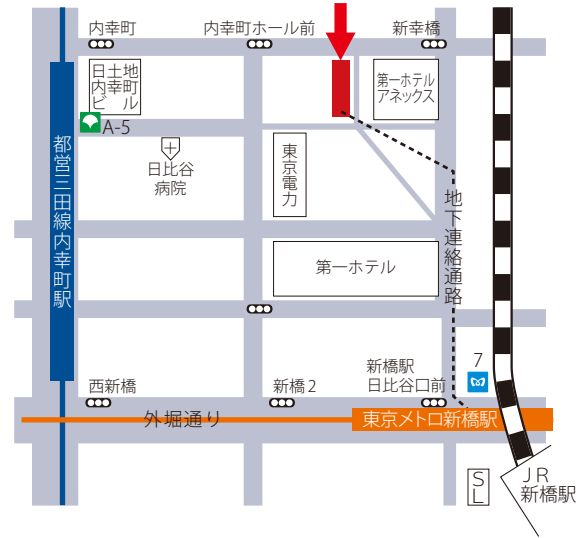 内幸町
内幸町ホール前
新幸橋
日土地
内幸町
ビル
第一ホテル
アネックス
A-5
日比谷
病院
東京電力
都営三田線内幸町駅
地下連絡通路
第一ホテル
7
西新橋
新橋2
新橋駅
日比谷口前
外堀通り
東京メトロ新橋駅
SL
JR
新橋駅